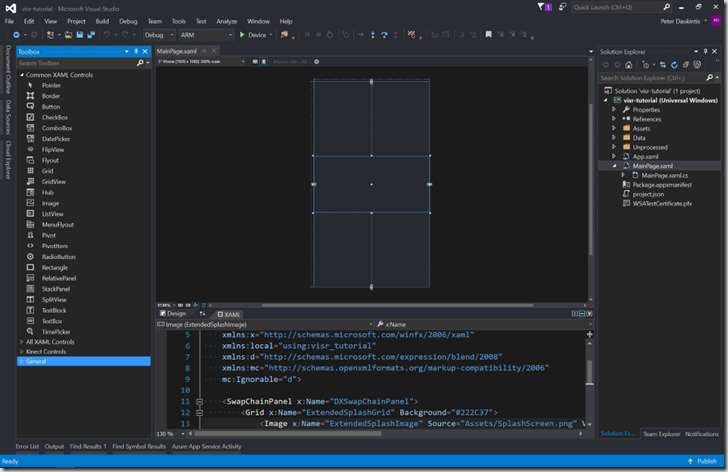 visr-tutorial - Microsoft Visual Studio
Quick Launch (Ctrl+Q)
File Edit View Project Build Debug Team Tools Test Analyze Window Help
Peter Daukintis
Debug ARM Device
Document Outline
Data Sources
Cloud Explorer
Toolbox
Search Toolbox
Common XAML Controls
Pointer
Border
Button
CheckBox
ComboBox
DatePicker
FlipView
Flyout
Grid
GridView
Hub
Image
ListView
MenuFlyout
Pivot
PivotItem
RadioButton
Rectangle
RelativePanel
StackPanel
SplitView
TextBlock
TextBox
TimePicker
All XAML Controls
Kinect Controls
General
MainPage.xaml
5" Phone (1920 x 1080) 300% scale
Design
XAML
Image (ExtendedSplashImage)
x:Name
5 xmlns:x="http://schemas.microsoft.com/winfx/2006/xaml"
6 xmlns:local="using:visr_tutorial"
7 xmlns:d="http://schemas.microsoft.com/expression/blend/2008"
8 xmlns:mc="http://schemas.openxmlformats.org/markup-compatibility/2006"
9 mc:Ignorable="d">
10
11 <SwapChainPanel x:Name="DXSwapChainPanel">
12 <Grid x:Name="ExtendedSplashGrid" Background="#222C37">
13 <Image x:Name="ExtendedSplashImage" Source="Assets/SplashScreen.png" V
130 %
Solution Explorer
Search Solution Explorer (Ctrl+;)
Solution 'visr-tutorial' (1 project)
visr-tutorial (Universal Windows)
Properties
References
Assets
Data
Unprocessed
App.xaml
MainPage.xaml
MainPage.xaml.cs
Package.appxmanifest
project.json
WSATestCertificate.pfx
Solution Ex...
Team Explorer
Notifications
Error List Output Find Results 1 Find Symbol Results Azure App Service Activity
Ready
Publish